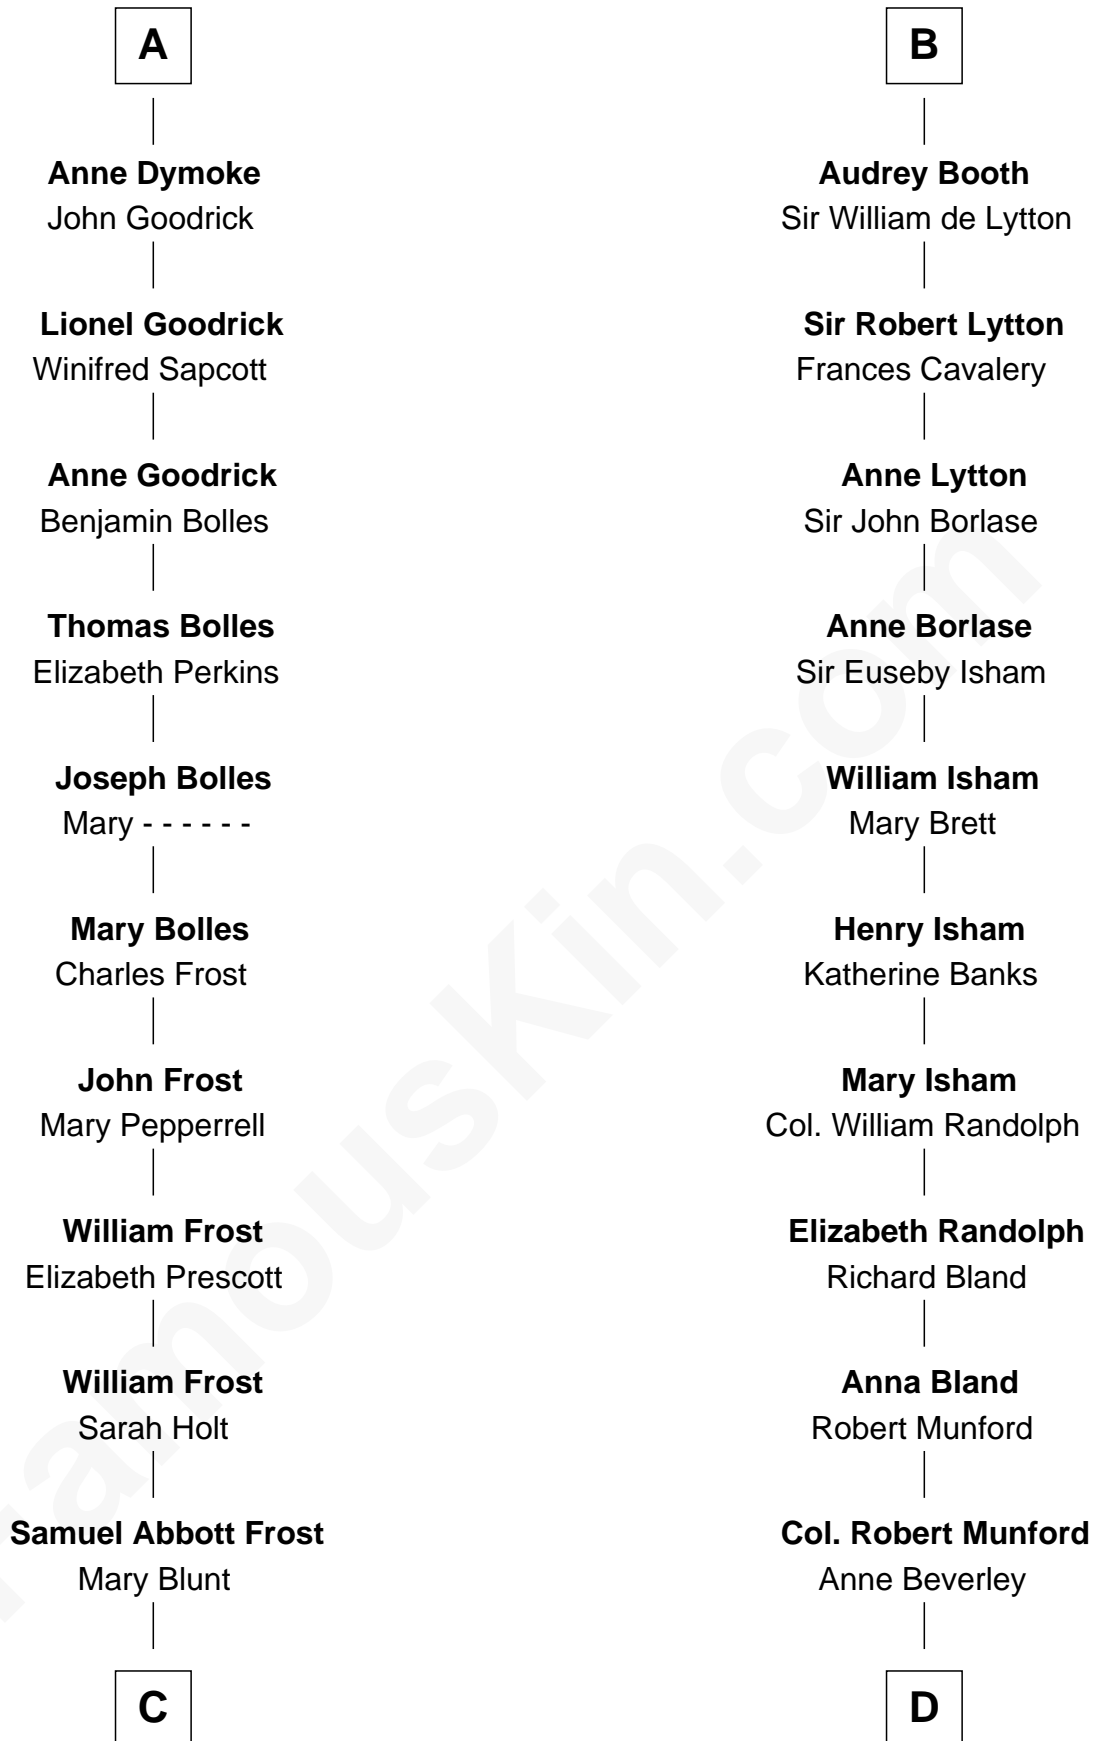 A
Anne Dymoke
John Goodrick
Lionel Goodrick
Winifred Sapcott
Anne Goodrick
Benjamin Bolles
Thomas Bolles
Elizabeth Perkins
Joseph Bolles
Mary - - - - - -
Mary Bolles
Charles Frost
John Frost
Mary Pepperrell
William Frost
Elizabeth Prescott
William Frost
Sarah Holt
Samuel Abbott Frost
Mary Blunt
C
B
Audrey Booth
Sir William de Lytton
Sir Robert Lytton
Frances Cavalery
Anne Lytton
Sir John Borlase
Anne Borlase
Sir Euseby Isham
William Isham
Mary Brett
Henry Isham
Katherine Banks
Mary Isham
Col. William Randolph
Elizabeth Randolph
Richard Bland
Anna Bland
Robert Munford
Col. Robert Munford
Anne Beverley
D
FamousKin.com